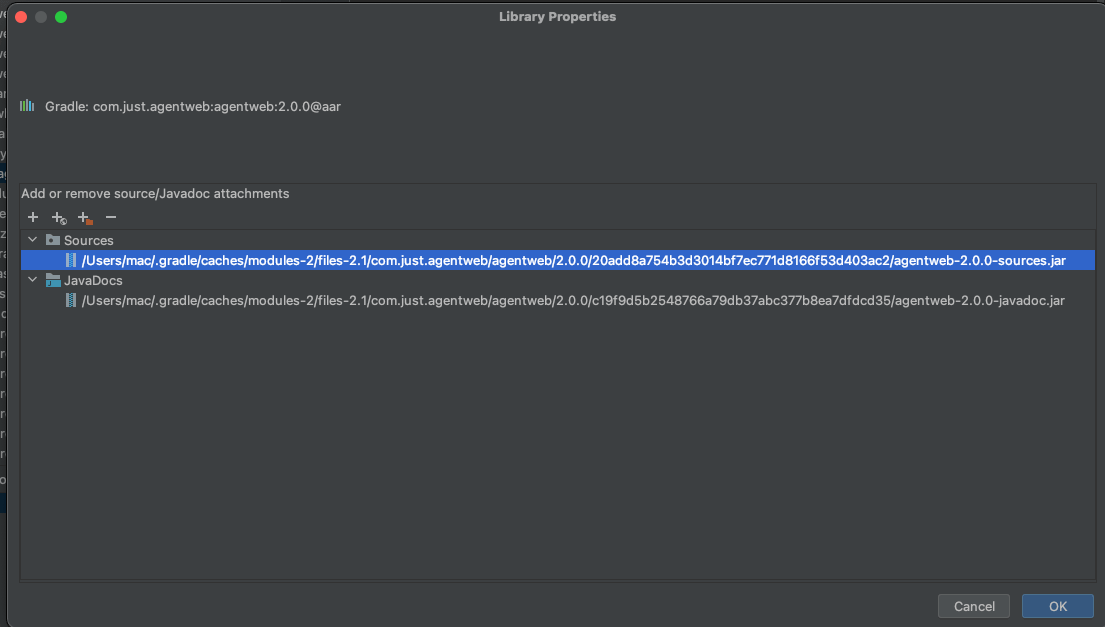 Library Properties
Gradle: com.just.agentweb:agentweb:2.0.0@aar
Add or remove source/Javadoc attachments
Sources
/Users/mac/.gradle/caches/modules-2/files-2.1/com.just.agentweb/agentweb/2.0.0/20add8a754b3d3014bf7ec771d8166f53d403ac2/agentweb-2.0.0-sources.jar
JavaDocs
/Users/mac/.gradle/caches/modules-2/files-2.1/com.just.agentweb/agentweb/2.0.0/c19f9d5b2548766a79db37abc377b8ea7dfdcd35/agentweb-2.0.0-javadoc.jar
Cancel
OK